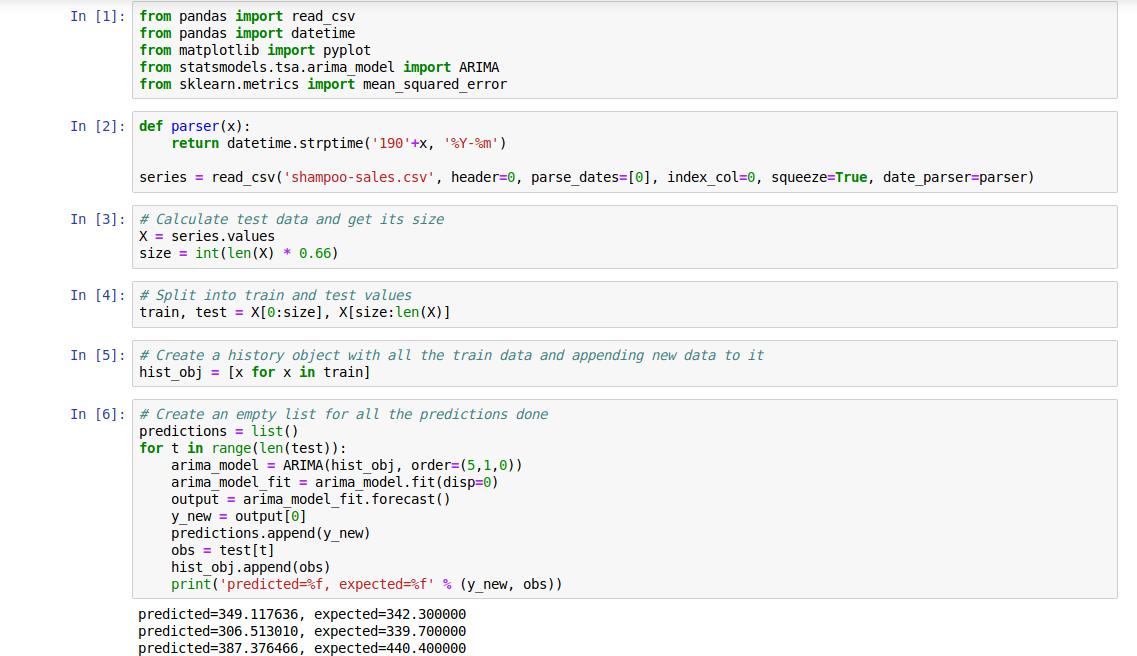 In [1]: from pandas import read_csv
from pandas import datetime
from matplotlib import pyplot
from statsmodels.tsa.arima_model import ARIMA
from sklearn.metrics import mean_squared_error
In [2]: def parser(x):
    return datetime.strptime('190'+x, '%Y-%m')
series = read_csv('shampoo-sales.csv', header=0, parse_dates=[0], index_col=0, squeeze=True, date_parser=parser)
In [3]: # Calculate test data and get its size
X = series.values
size = int(len(X) * 0.66)
In [4]: # Split into train and test values
train, test = X[0:size], X[size:len(X)]
In [5]: # Create a history object with all the train data and appending new data to it
hist_obj = [x for x in train]
In [6]: # Create an empty list for all the predictions done
predictions = list()
for t in range(len(test)):
    arima_model = ARIMA(hist_obj, order=(5,1,0))
    arima_model_fit = arima_model.fit(disp=0)
    output = arima_model_fit.forecast()
    y_new = output[0]
    predictions.append(y_new)
    obs = test[t]
    hist_obj.append(obs)
    print('predicted=%f, expected=%f' % (y_new, obs))
predicted=349.117636, expected=342.300000
predicted=306.513010, expected=339.700000
predicted=387.376466, expected=440.400000